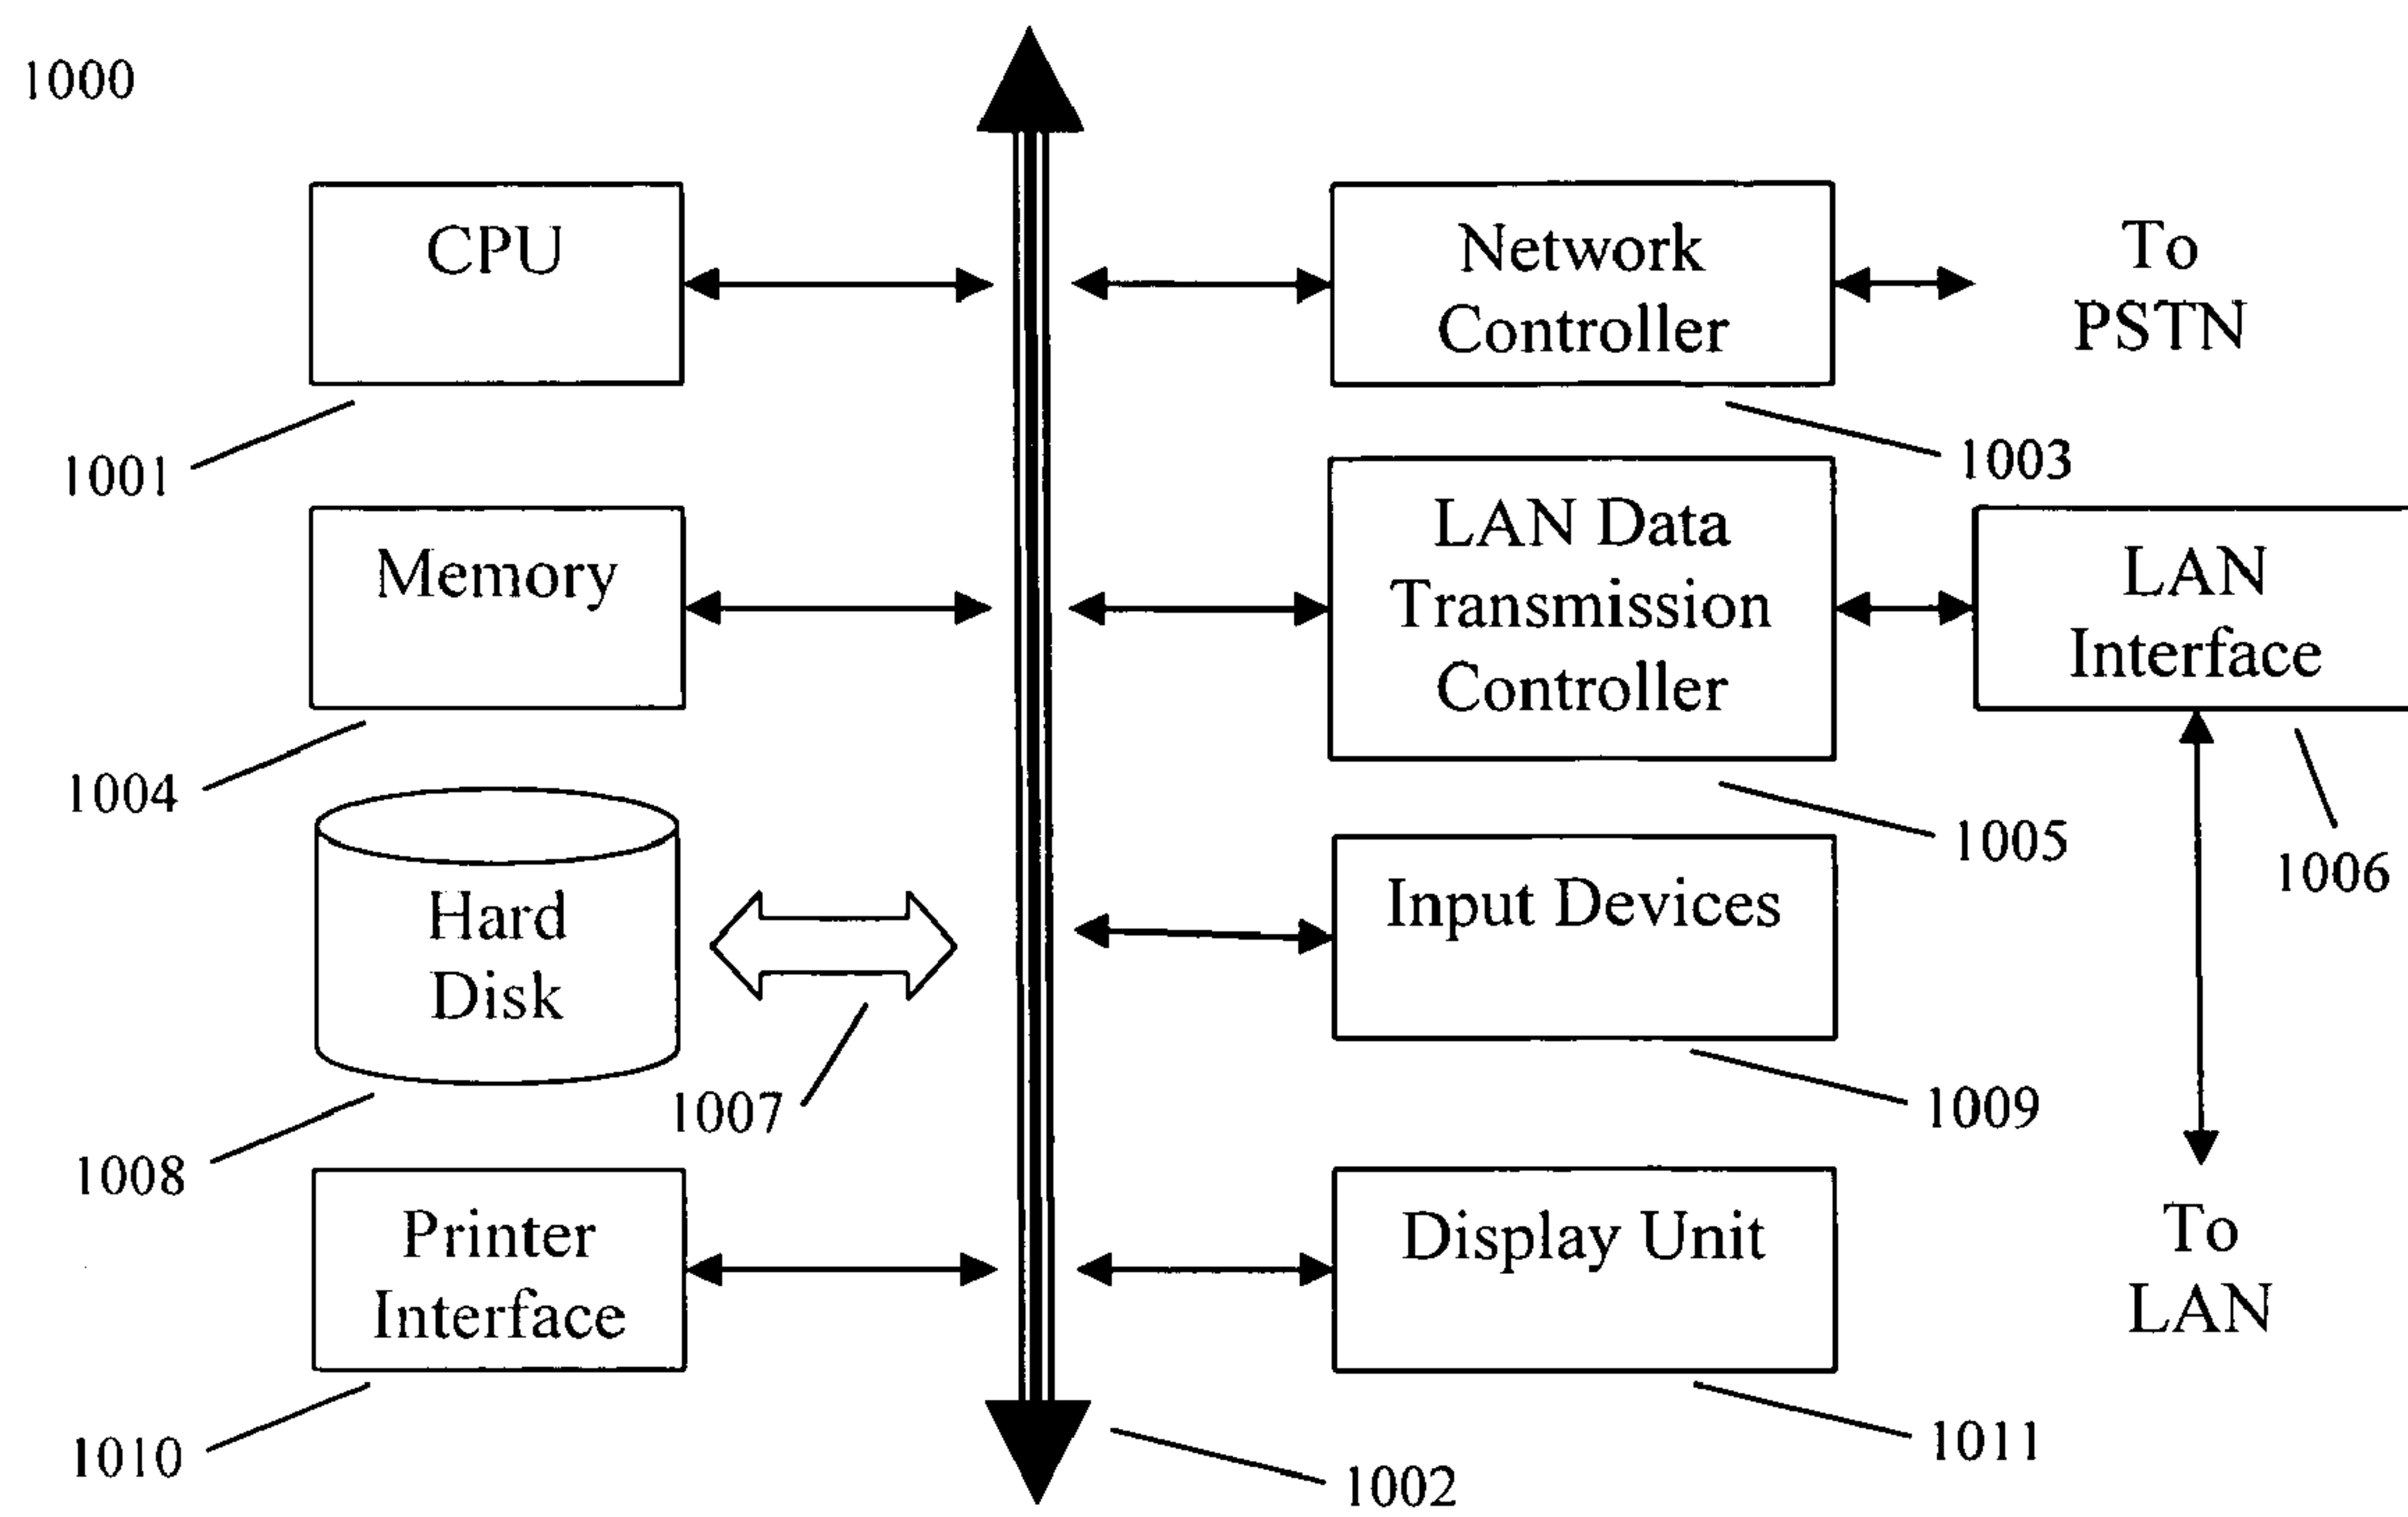 1000
CPU
Network
Controller
To
PSTN
1001
1003
Memory
LAN Data
Transmission
Controller
LAN
Interface
1004
1005
1006
Hard
Disk
Input Devices
1007
1009
1008
Printer
Interface
Display Unit
To
LAN
1010
1011
1002